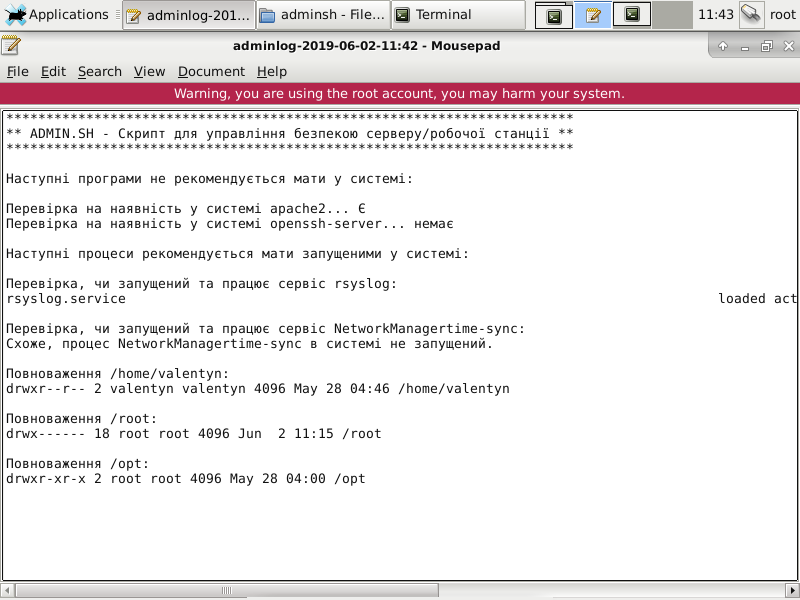 Applications adminlog-201... adminsh - File... Terminal 11:43 root
adminlog-2019-06-02-11:42 - Mousepad
File Edit Search View Document Help
Warning, you are using the root account, you may harm your system.
***********************************************************************
** ADMIN.SH - Скрипт для управління безпекою серверу/робочої станції **
***********************************************************************
Наступні програми не рекомендується мати у системі:
Перевірка на наявність у системі apache2... Є
Перевірка на наявність у системі openssh-server... немає
Наступні процеси рекомендується мати запущеними у системі:
Перевірка, чи запущений та працює сервіс rsyslog:
rsyslog.service loaded act
Перевірка, чи запущений та працює сервіс NetworkManagertime-sync:
Схоже, процес NetworkManagertime-sync в системі не запущений.
Повноваження /home/valentyn:
drwxr--r-- 2 valentyn valentyn 4096 May 28 04:46 /home/valentyn
Повноваження /root:
drwx------ 18 root root 4096 Jun  2 11:15 /root
Повноваження /opt:
drwxr-xr-x 2 root root 4096 May 28 04:00 /opt